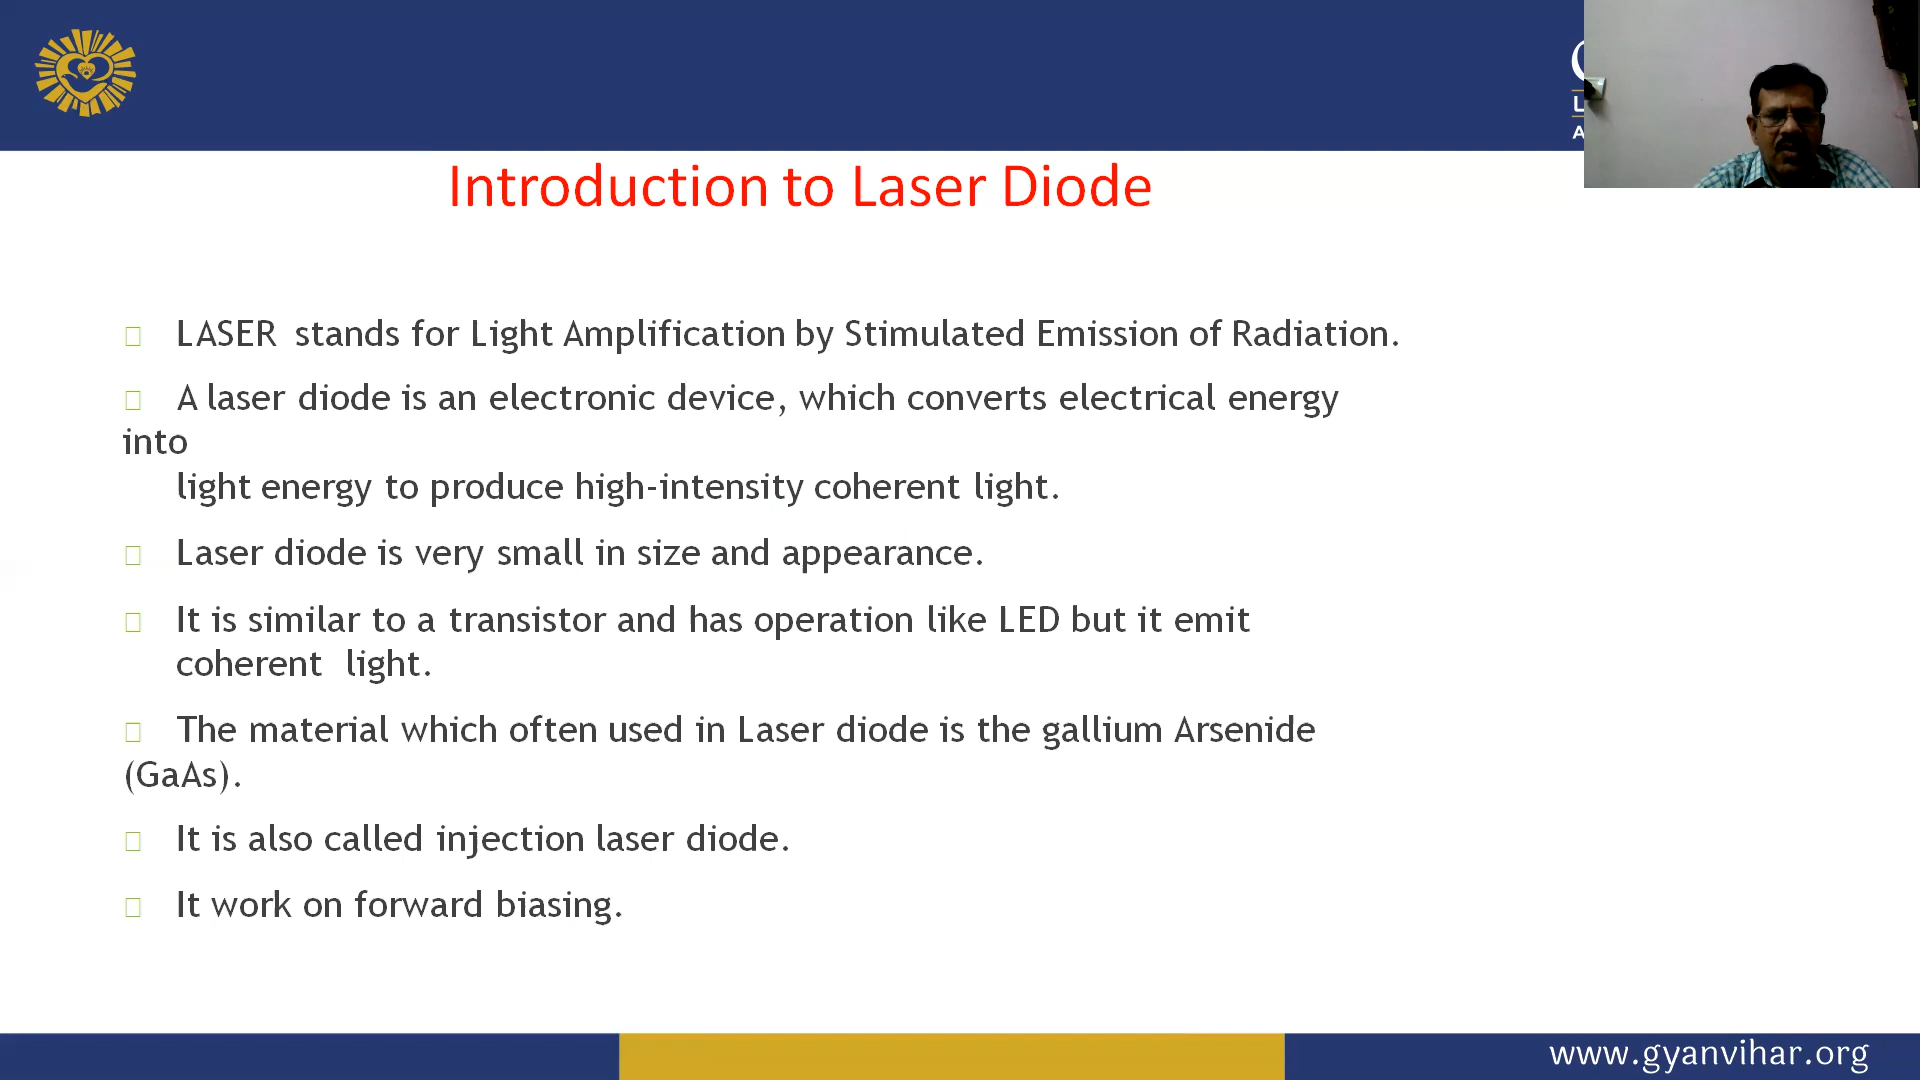 Introduction to Laser Diode
LASER stands for Light Amplification by Stimulated Emission of Radiation.
A laser diode is an electronic device, which converts electrical energy
into
light energy to produce high-intensity coherent light.
Laser diode is very small in size and appearance.
It is similar to a transistor and has operation like LED but it emit
coherent light.
The material which often used in Laser diode is the gallium Arsenide
(GaAs).
It is also called injection laser diode.
It work on forward biasing.
www.gyanvihar.org